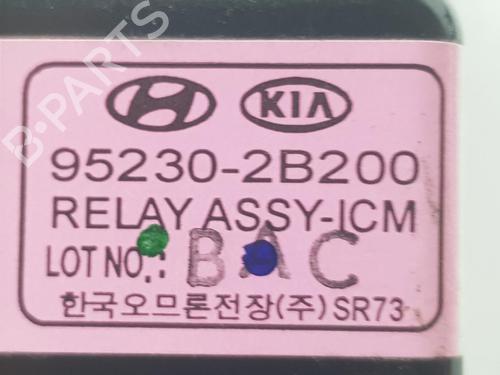 B-PARTS
KIA
95230-2B200
RELAY ASSY-ICM
LOT NO.: BAC
한국오므론전장(주) SR73